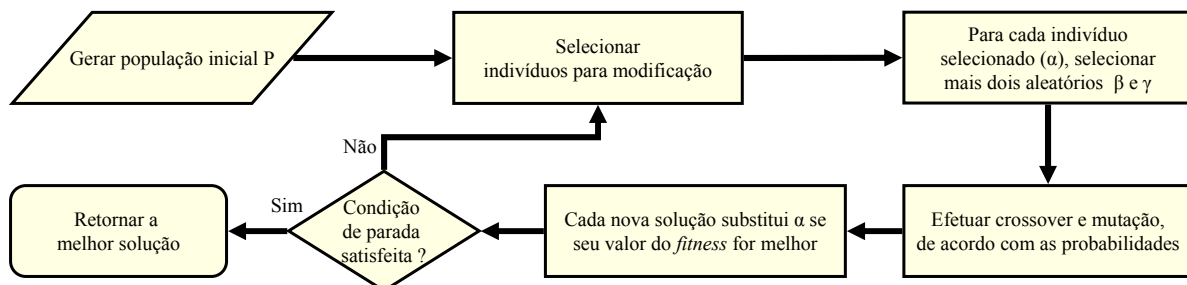 Gerar população inicial P
Selecionar
indivíduos para modificação
Para cada indivíduo
selecionado (α), selecionar
mais dois aleatórios β e γ
Efetuar crossover e mutação,
de acordo com as probabilidades
Cada nova solução substitui α se
seu valor do fitness for melhor
Condição
de parada
satisfeita ?
Não
Sim
Retornar a
melhor solução